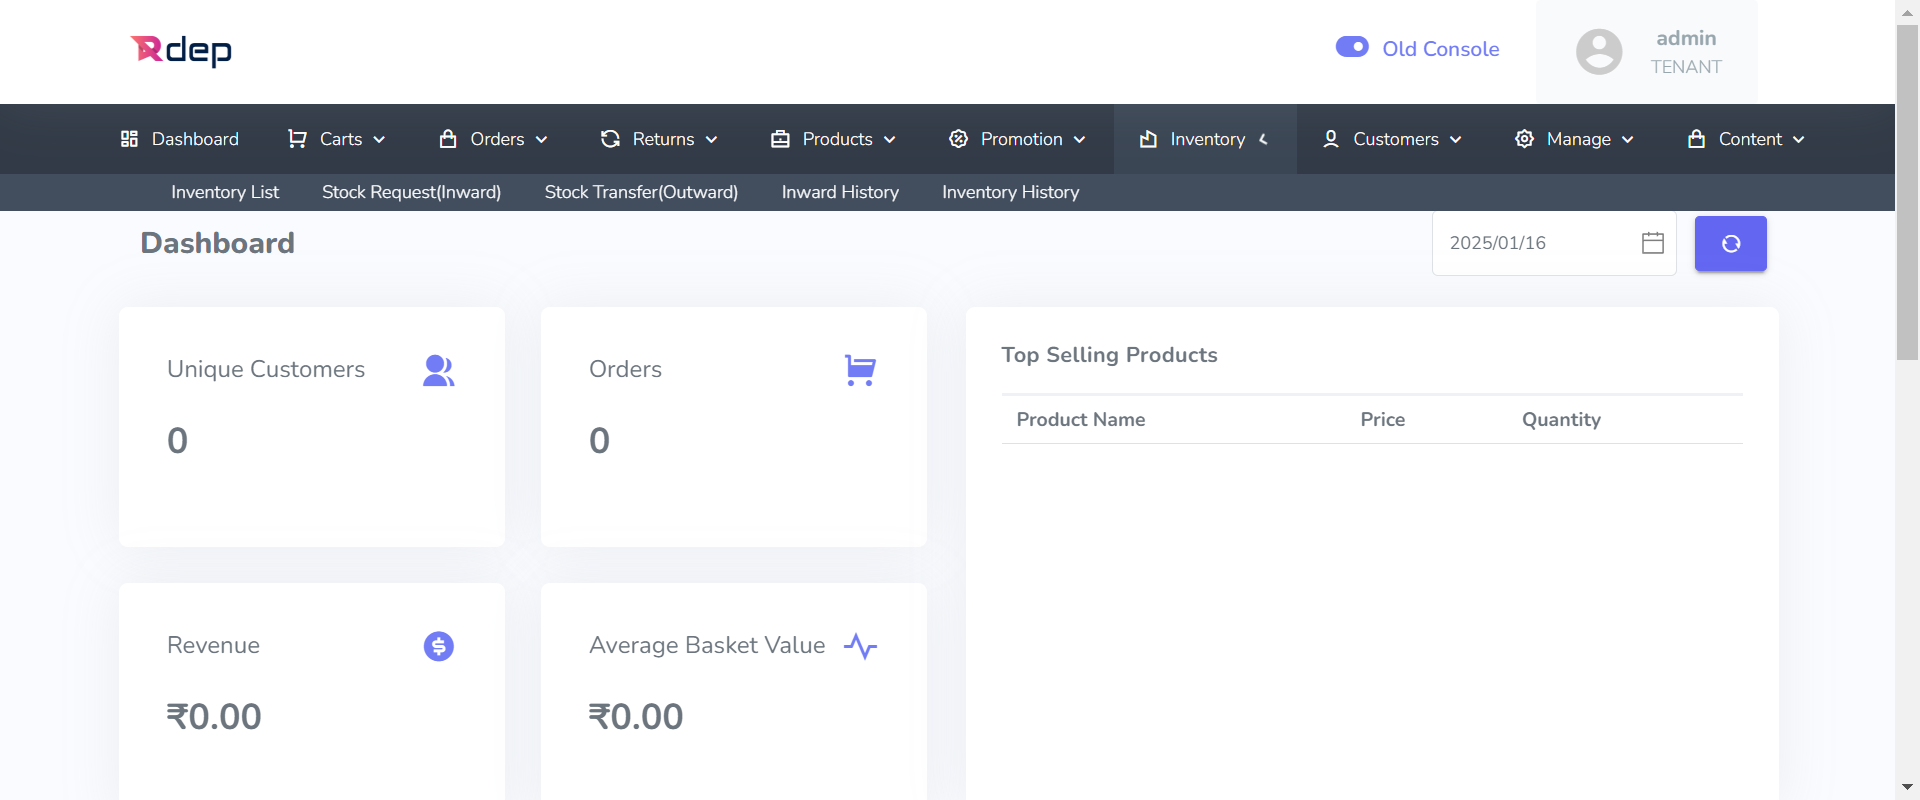 Rdep
Old Console
admin
TENANT
Dashboard Carts Orders Returns Products Promotion Inventory Customers Manage Content
Inventory List Stock Request(Inward) Stock Transfer(Outward) Inward History Inventory History
Dashboard
2025/01/16
Unique Customers
0
Orders
0
Top Selling Products
Product Name Price Quantity
Revenue
₹0.00
Average Basket Value
₹0.00